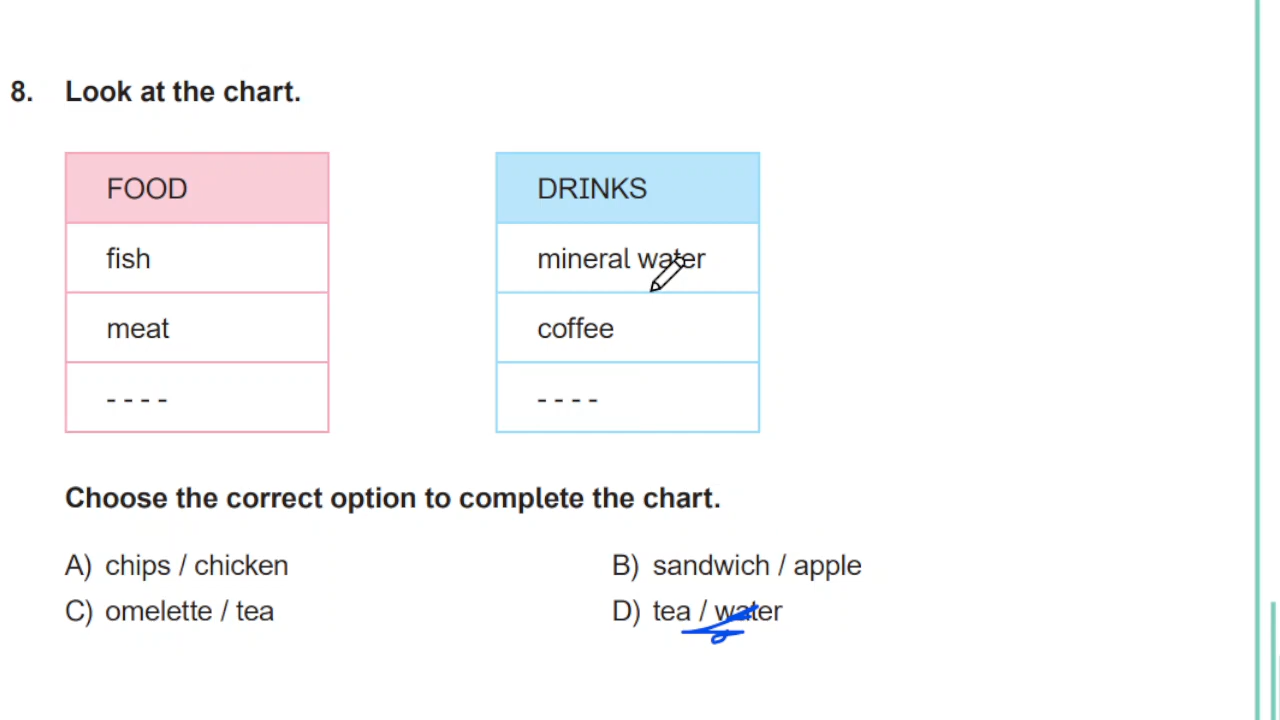 8. Look at the chart.
FOOD
fish
meat
- - - -
DRINKS
mineral water
coffee
- - - -
Choose the correct option to complete the chart.
A) chips / chicken
B) sandwich / apple
C) omelette / tea
D) tea / water